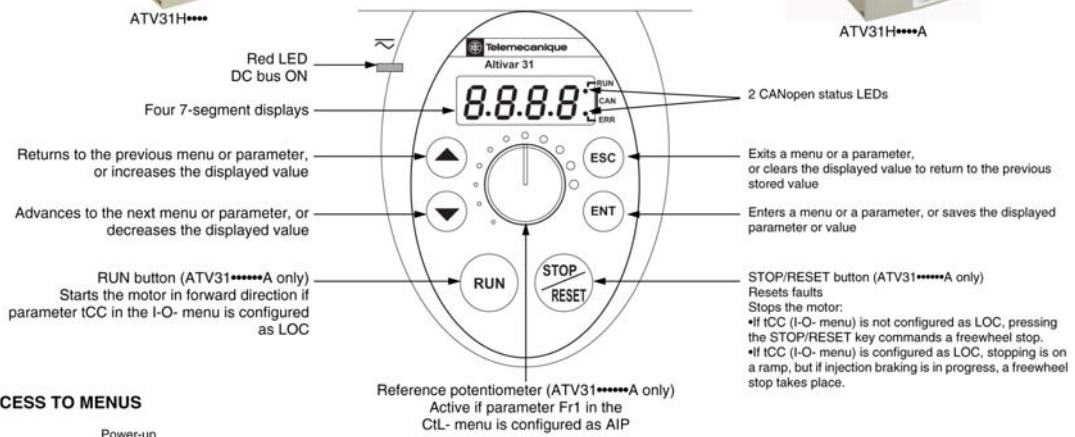 ATV31H••••
ATV31H••••A
Red LED
DC bus ON
Four 7-segment displays
Returns to the previous menu or parameter,
or increases the displayed value
Advances to the next menu or parameter, or
decreases the displayed value
RUN button (ATV31••••••A only)
Starts the motor in forward direction if
parameter tCC in the I-O- menu is configured
as LOC
Telemecanique
Altivar 31
8.8.8.8.
RUN
CAN
ERR
ESC
ENT
RUN
STOP
RESET
2 CANopen status LEDs
Exits a menu or a parameter,
or clears the displayed value to return to the previous
stored value
Enters a menu or a parameter, or saves the displayed
parameter or value
STOP/RESET button (ATV31••••••A only)
Resets faults
Stops the motor:
•If tCC (I-O- menu) is not configured as LOC, pressing
the STOP/RESET key commands a freewheel stop.
•If tCC (I-O- menu) is configured as LOC, stopping is on
a ramp, but if injection braking is in progress, a freewheel
stop takes place.
Reference potentiometer (ATV31••••••A only)
Active if parameter Fr1 in the
CtL- menu is configured as AIP
CESS TO MENUS
Power-up